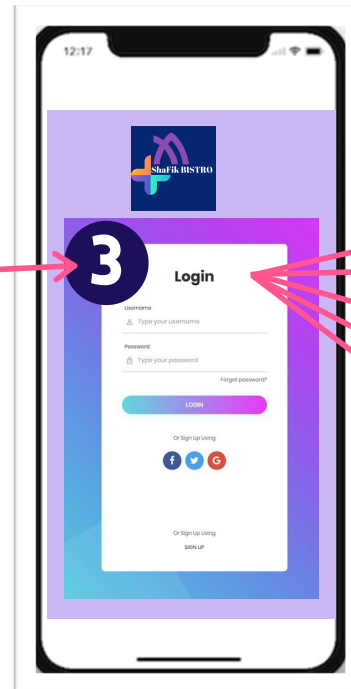 12:17
ShaFik BISTRO
3
Login
Username
Type your username
Password
Type your password
Forgot password?
LOGIN
Or Sign Up Using
f G
Or Sign Up Using
SIGN UP